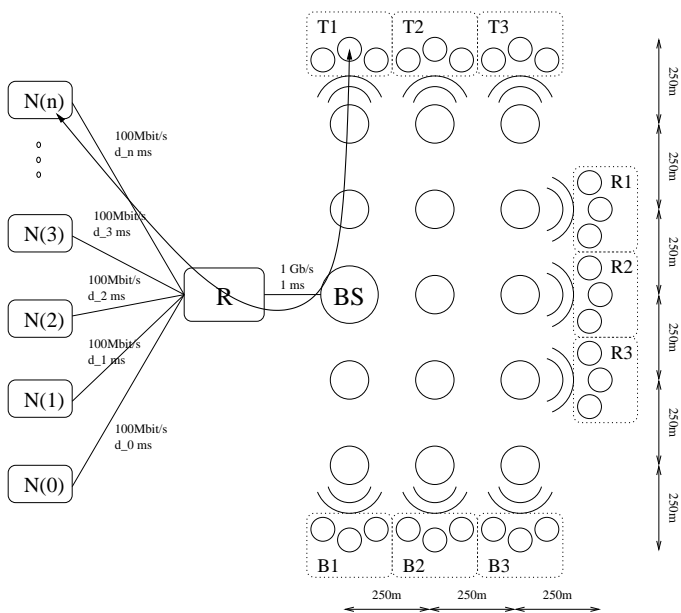 T1
T2
T3
N(n)
100Mbit/s
d_n ms
250m
250m
R1
N(3)
100Mbit/s
d_3 ms
250m
1 Gb/s
1 ms
R
BS
R2
N(2)
100Mbit/s
d_2 ms
250m
R3
N(1)
100Mbit/s
d_1 ms
250m
100Mbit/s
d_0 ms
N(0)
250m
B1
B2
B3
250m
250m
250m